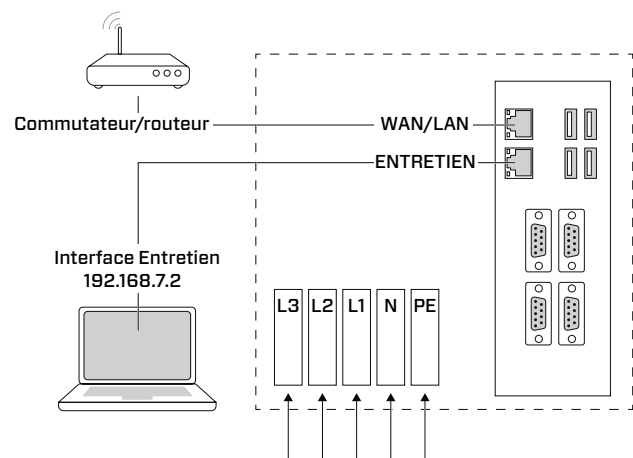 Commutateur/routeur
WAN/LAN
ENTRETIEN
Interface Entretien
192.168.7.2
L3
L2
L1
N
PE